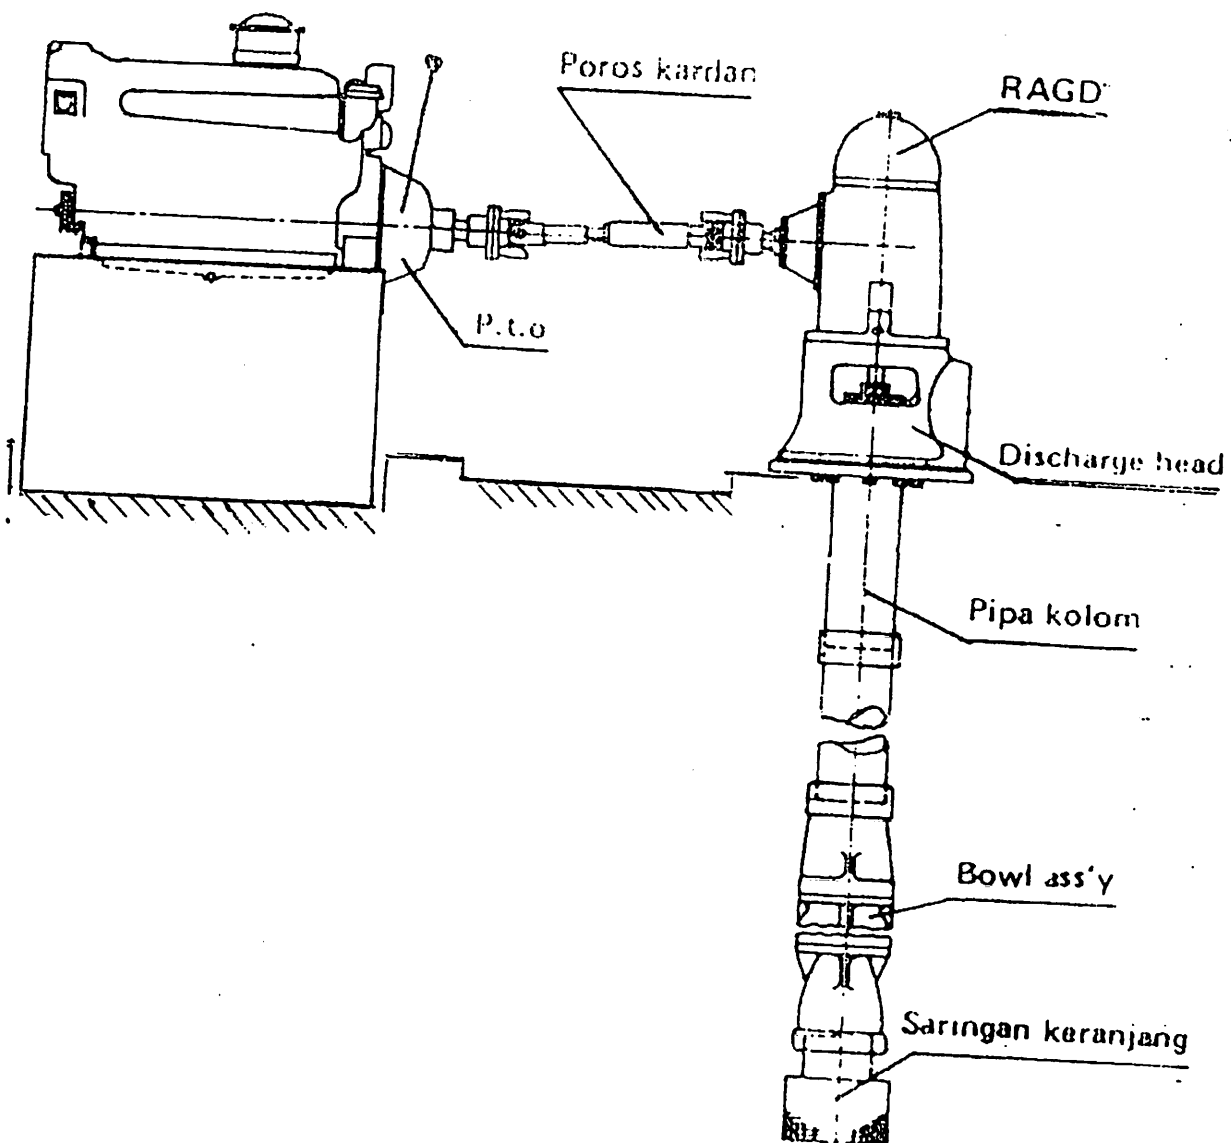 Poros kardan
RAGD
P.t.o
Discharge head
Pipa kolom
Bowl ass'y
Saringan keranjang